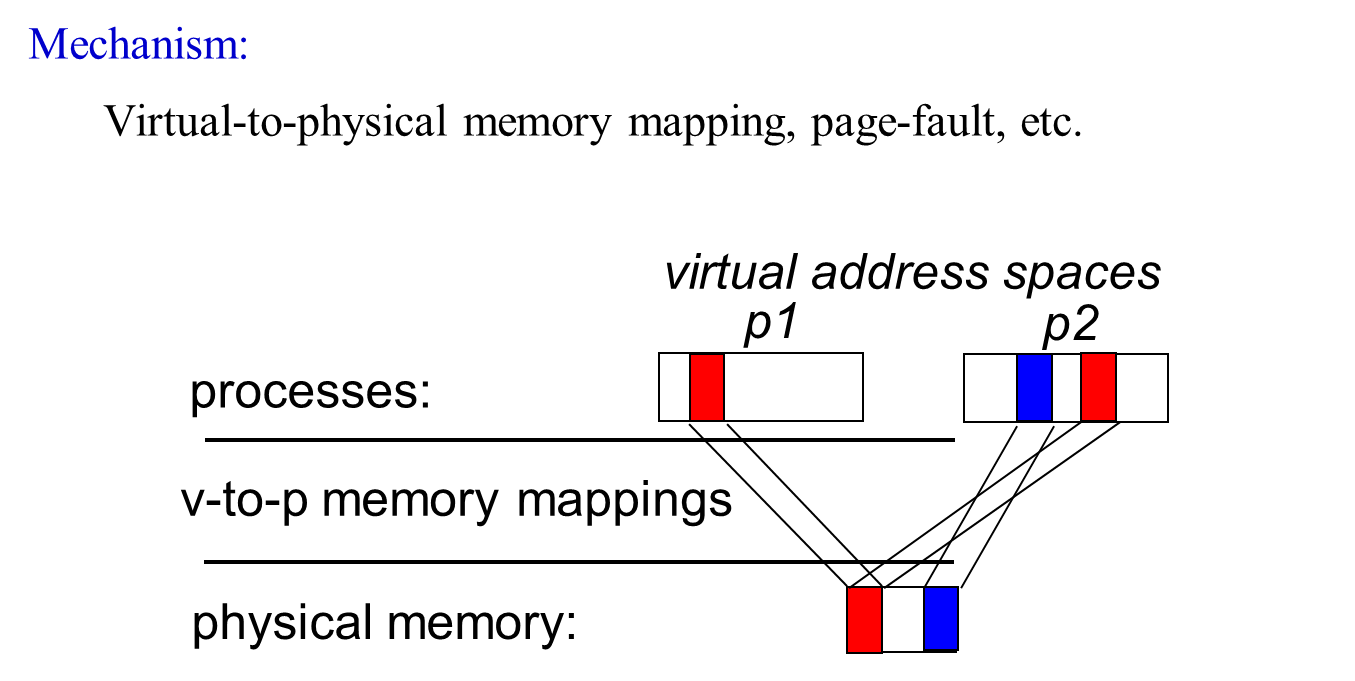 Mechanism:
Virtual-to-physical memory mapping, page-fault, etc.
virtual address spaces
p1 p2
processes:
v-to-p memory mappings
physical memory: